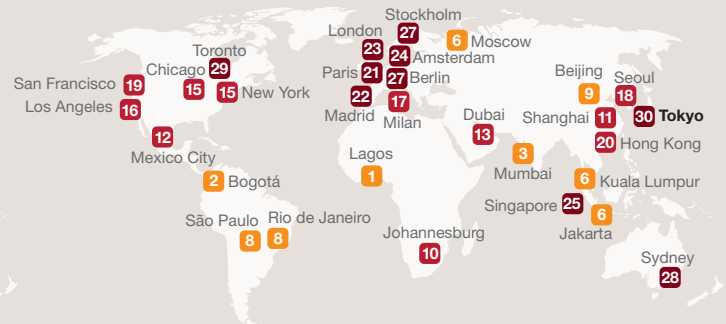 Stockholm
27
London
23
6 Moscow
24 Amsterdam
Toronto
29
Paris 21
27 Berlin
Chicago
15
San Francisco 19
15 New York
Los Angeles 16
22
Madrid
17
Milan
Beijing
9
Seoul
18
Dubai
13
Shanghai 11
30 Tokyo
12
Mexico City
20 Hong Kong
Lagos
1
3
Mumbai
2 Bogotá
6 Kuala Lumpur
Singapore 25
6
Jakarta
São Paulo
8
Rio de Janeiro
8
Johannesburg
10
Sydney
28